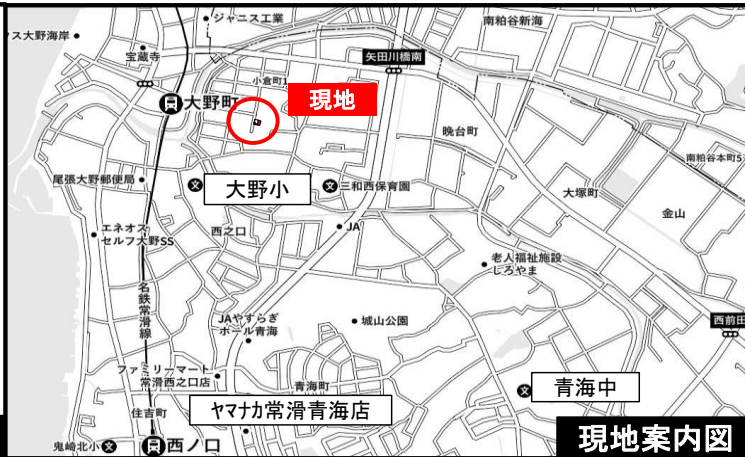 ジャニス工業
南粕谷新海
ス大野海岸
宝蔵寺
矢田川橋南
小倉町1
大野町
現地
晩台町
南粕谷本町5
尾張大野郵便局
大野小
三和西保育園
大塚町
金山
エネオス
セルフ大野SS
西之口
JA
老人福祉施設
しろやま
名鉄常滑線
JAやすらぎ
ホール青海
城山公園
西前田
ファミリーマート
常滑西之口店
青海町
青海中
住吉町
ヤマナカ常滑青海店
鬼崎北小
西ノ口
現地案内図